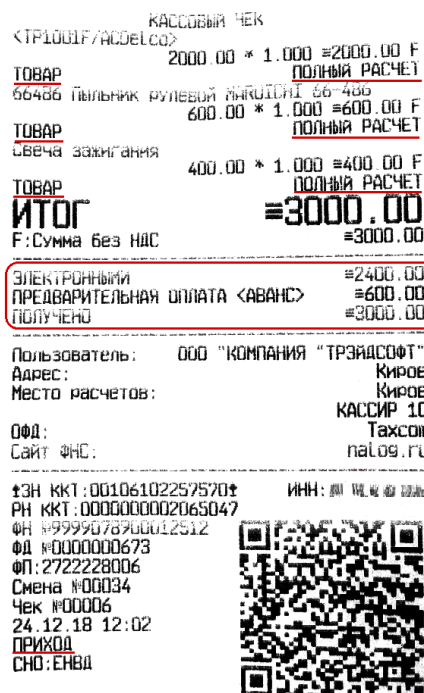 КАССОВЫЙ ЧЕК
<TP1001F/ACDelco>
2000.00 * 1.000 ≡2000.00 F
ТОВАР ПОЛНЫЙ РАСЧЕТ
66486 Пыльник рулевой MARUICHI 66-486
600.00 * 1.000 ≡600.00 F
ТОВАР ПОЛНЫЙ РАСЧЕТ
Свеча зажигания
400.00 * 1.000 ≡400.00 F
ТОВАР ПОЛНЫЙ РАСЧЕТ
ИТОГ ≡3000.00
F:Сумма без НДС ≡3000.00
ЭЛЕКТРОННЫМИ ≡2400.00
ПРЕДВАРИТЕЛЬНАЯ ОПЛАТА <АВАНС> ≡600.00
ПОЛУЧЕНО ≡3000.00
Пользователь: ООО "КОМПАНИЯ "ТРЭЙДСОФТ"
Адрес: Киров
Место расчетов: Киров
КАССИР 10
ОФД: Taxcom
Сайт ФНС: nalog.ru
ЗН ККТ:00106102257570 ИНН:
РН ККТ:0000000002065047
ФН №9999078900012512
ФД №0000000673
ФП:2722228006
Смена №00034
Чек №00006
24.12.18 12:02
ПРИХОД
СНО:ЕНВД